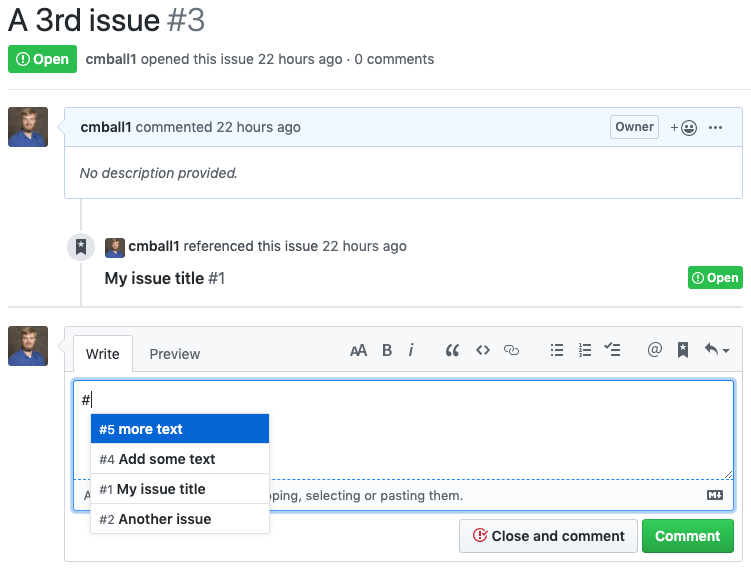 A 3rd issue #3
Open cmball1 opened this issue 22 hours ago · 0 comments
cmball1 commented 22 hours ago Owner
No description provided.
cmball1 referenced this issue 22 hours ago
My issue title #1 Open
Write Preview AA B i
#
#5 more text
#4 Add some text
#1 My issue title
selecting or pasting them.
#2 Another issue
Close and comment Comment